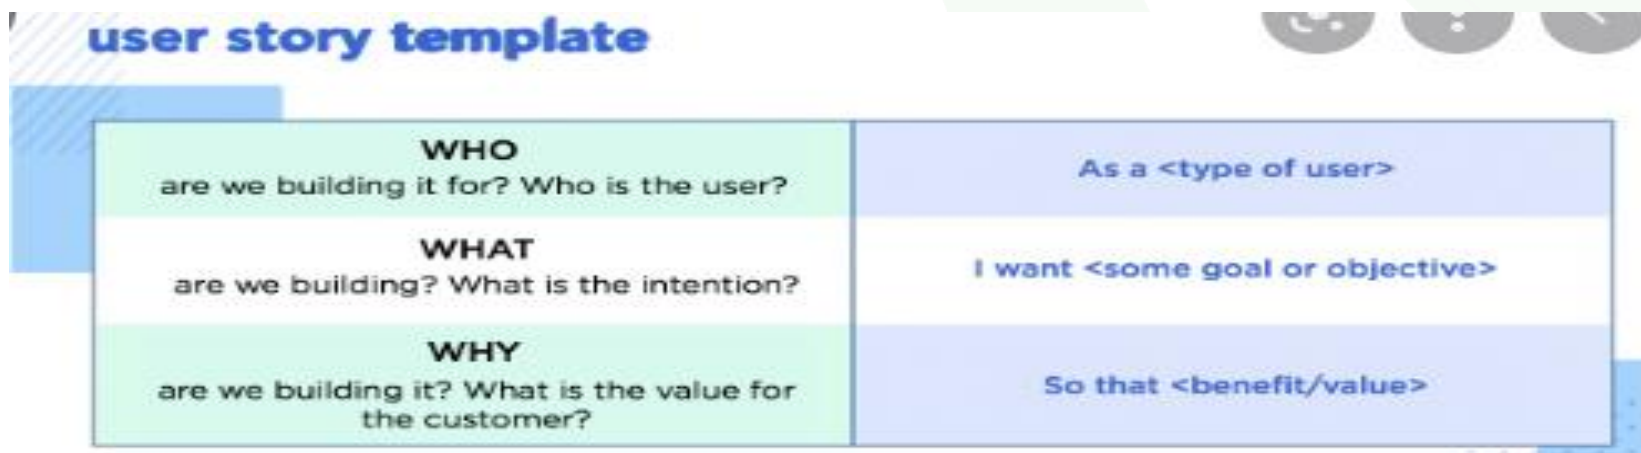 user story template
WHO
are we building it for? Who is the user?
As a <type of user>
WHAT
are we building? What is the intention?
I want <some goal or objective>
WHY
are we building it? What is the value for
the customer?
So that <benefit/value>